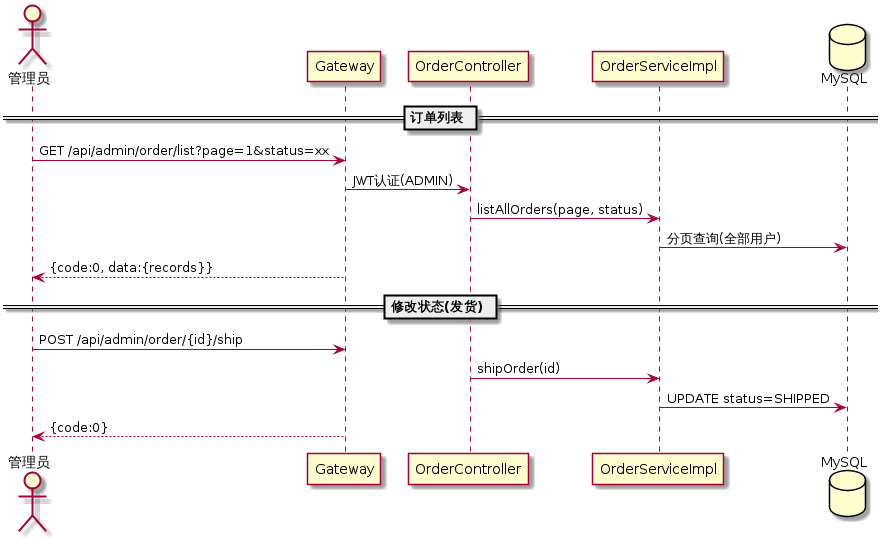 管理员
Gateway
OrderController
OrderServiceImpl
MySQL
订单列表
GET /api/admin/order/list?page=1&status=xx
JWT认证(ADMIN)
listAllOrders(page, status)
分页查询(全部用户)
{code:0, data:{records}}
修改状态(发货)
POST /api/admin/order/{id}/ship
shipOrder(id)
UPDATE status=SHIPPED
{code:0}
管理员
Gateway
OrderController
OrderServiceImpl
MySQL